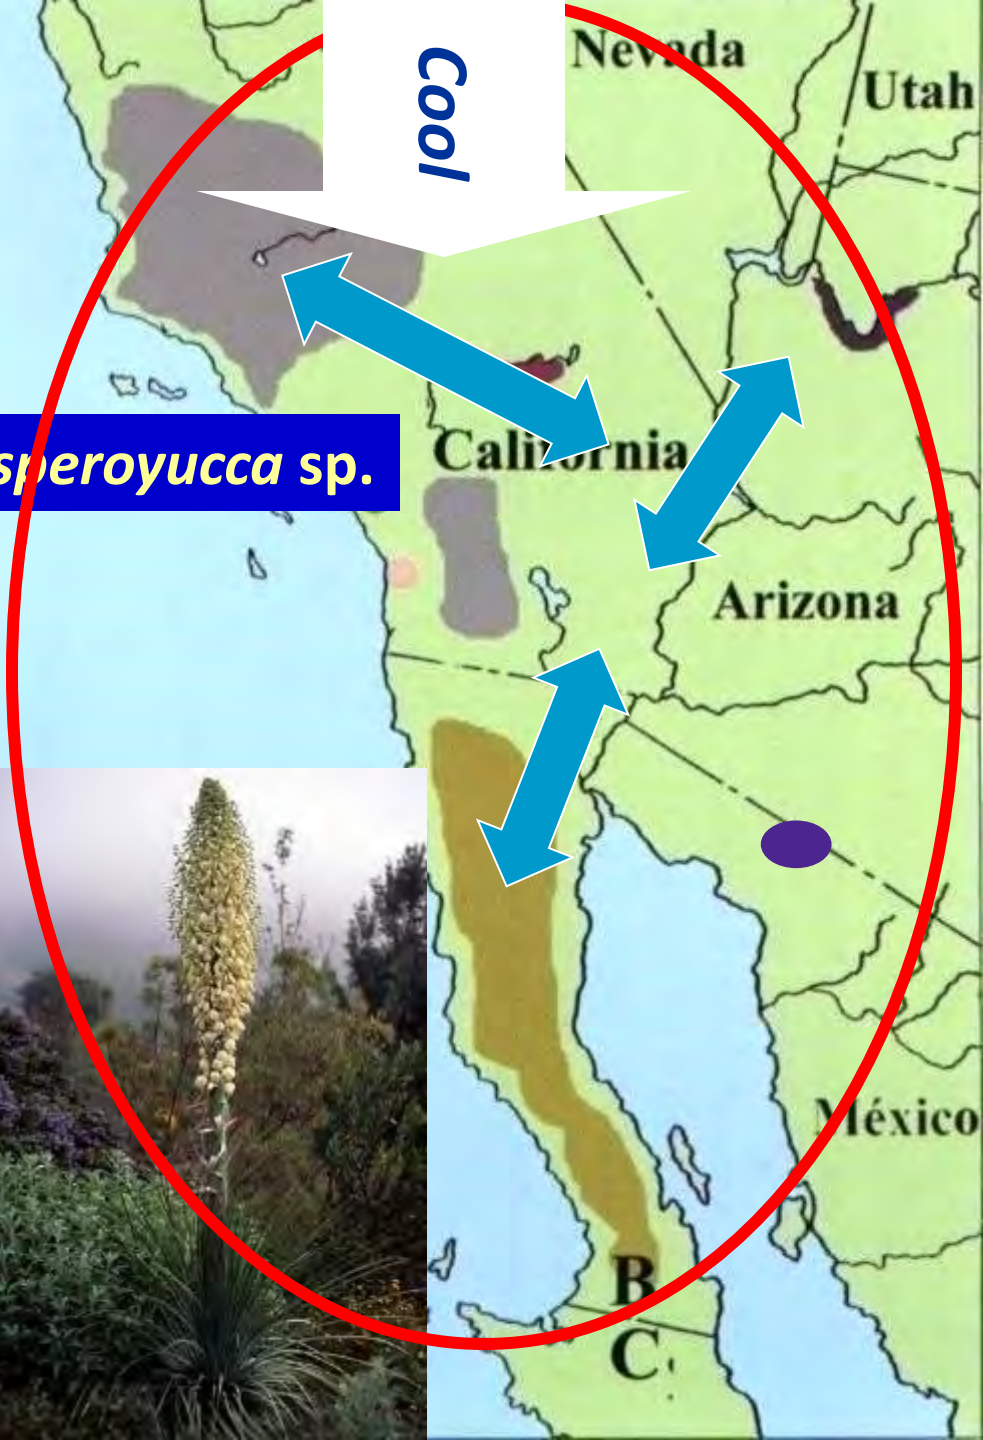 Cool
Nevada
Utah
California
speroyucca sp.
Arizona
México
B
C